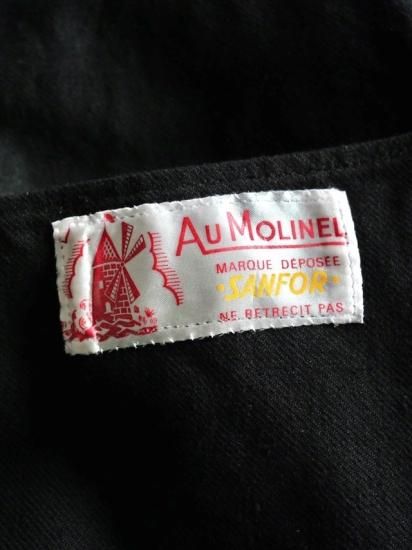 AU MOLINEL
MARQUE DÉPOSÉE
·SANFOR·
NE RETRECIT PAS